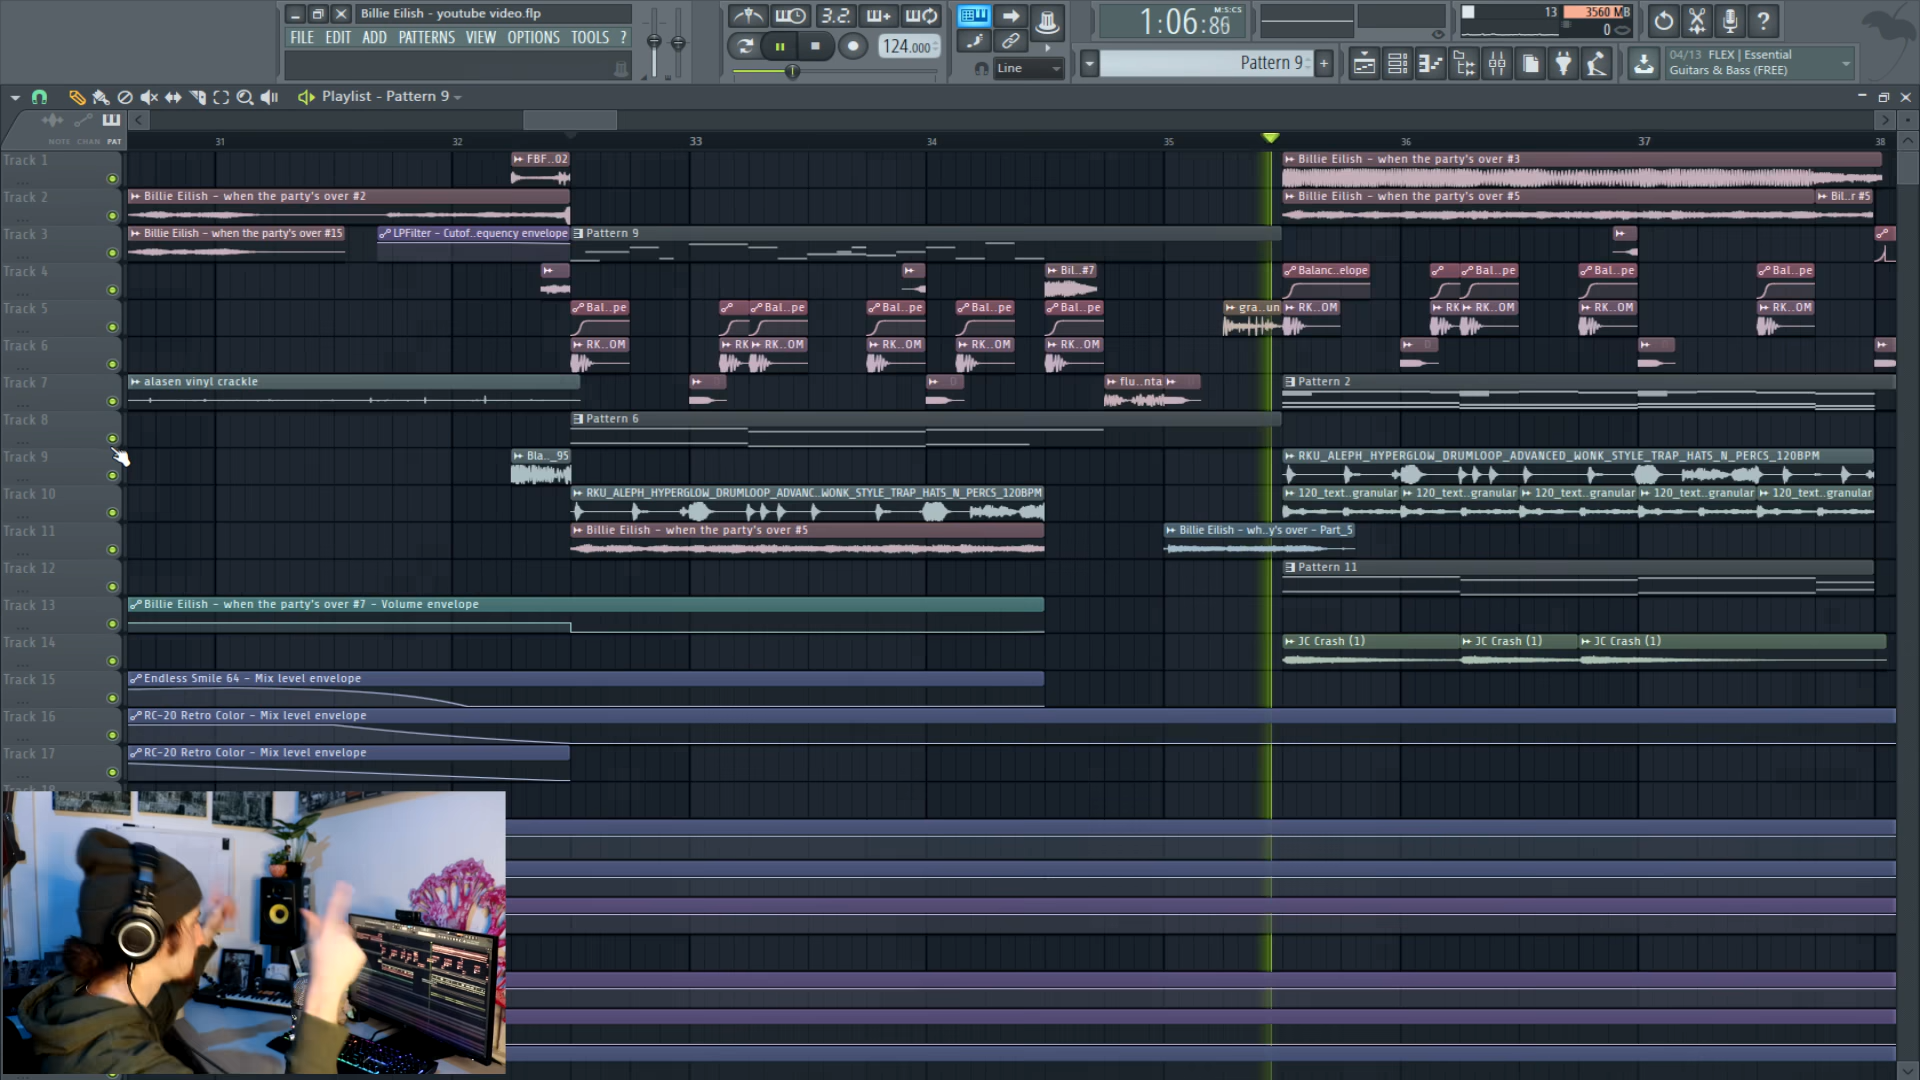 Billie Eilish - youtube video.flp
FILE EDIT ADD PATTERNS VIEW OPTIONS TOOLS ?
3.2.
124.000
Line
M:S:CS
1:06:86
Pattern 9
+
13
3560 MB
0
?
04/13 FLEX | Essential
Guitars & Bass (FREE)
Playlist - Pattern 9
NOTE CHAN PAT
31 32 33 34 35 36 37 38
Track 1
FBF..02
Billie Eilish - when the party's over #3
Track 2
Billie Eilish - when the party's over #2
Billie Eilish - when the party's over #5
Bil..r #5
Track 3
Billie Eilish - when the party's over #15
LPFilter - Cutof..equency envelope
Pattern 9
Track 4
Bil..#7
Balanc..elope
Bal..pe
Bal..pe
Bal..pe
Track 5
Bal..pe
Bal..pe
Bal..pe
Bal..pe
Bal..pe
gra..un
RK..OM
RK
RK..OM
RK..OM
RK..OM
Track 6
RK..OM
RK
RK..OM
RK..OM
RK..OM
RK..OM
Track 7
alasen vinyl crackle
flu..nta
Pattern 2
Track 8
Pattern 6
Track 9
Bla.._95
RKU_ALEPH_HYPERGLOW_DRUMLOOP_ADVANCED_WONK_STYLE_TRAP_HATS_N_PERCS_120BPM
Track 10
RKU_ALEPH_HYPERGLOW_DRUMLOOP_ADVANC..WONK_STYLE_TRAP_HATS_N_PERCS_120BPM
120_text..granular
120_text..granular
120_text..granular
120_text..granular
120_text..granular
Track 11
Billie Eilish - when the party's over #5
Billie Eilish - wh..y's over - Part_5
Track 12
Pattern 11
Track 13
Billie Eilish - when the party's over #7 - Volume envelope
Track 14
JC Crash (1)
JC Crash (1)
JC Crash (1)
Track 15
Endless Smile 64 - Mix level envelope
Track 16
RC-20 Retro Color - Mix level envelope
Track 17
RC-20 Retro Color - Mix level envelope